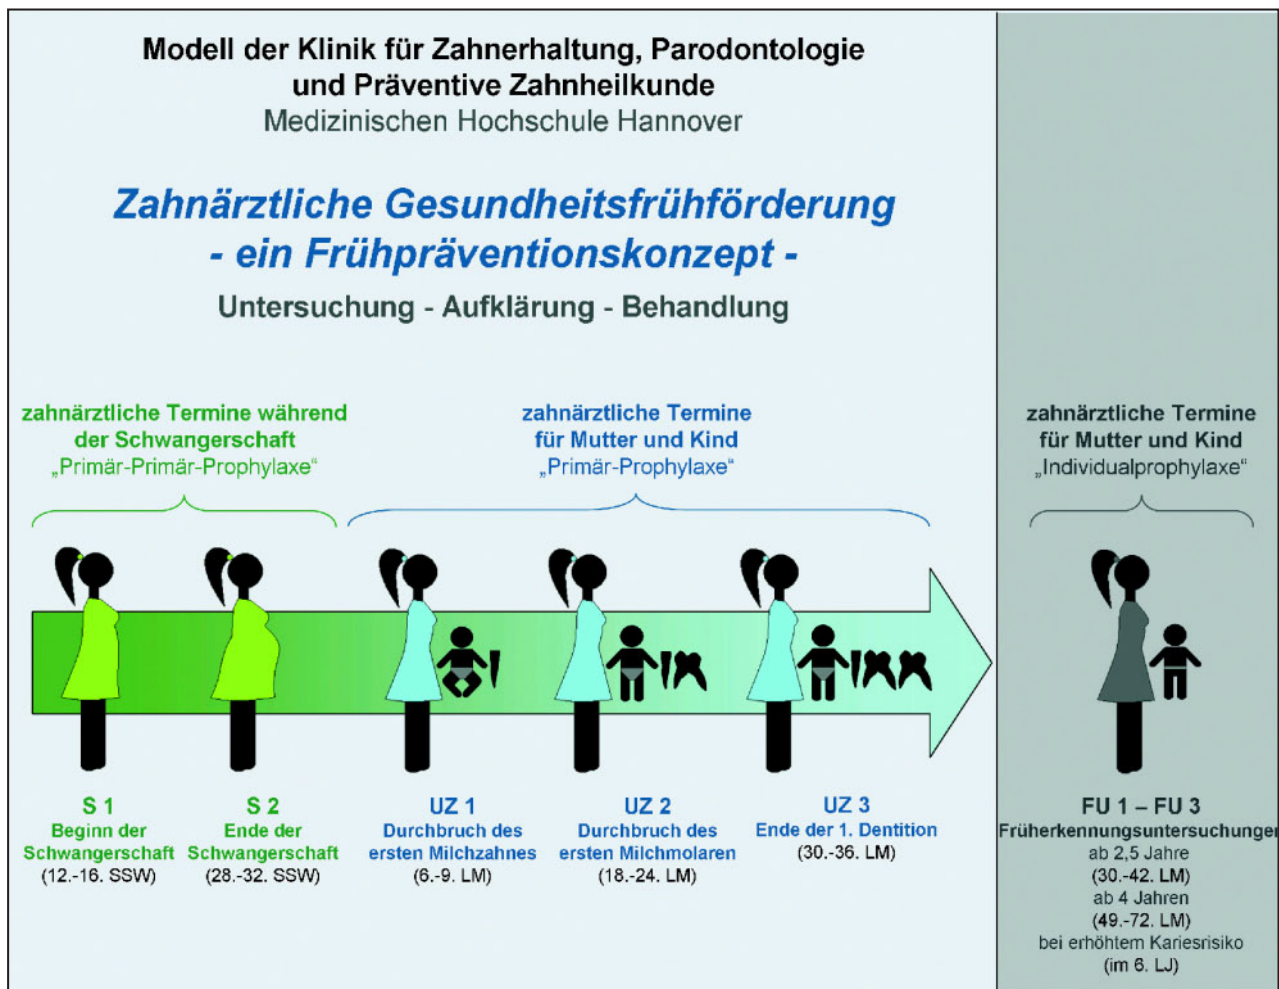 Modell der Klinik für Zahnerhaltung, Parodontologie
und Präventive Zahnheilkunde
Medizinischen Hochschule Hannover
Zahnärztliche Gesundheitsfrühförderung
- ein Frühpräventionskonzept -
Untersuchung - Aufklärung - Behandlung
zahnärztliche Termine während
der Schwangerschaft
„Primär-Primär-Prophylaxe“
zahnärztliche Termine
für Mutter und Kind
„Primär-Prophylaxe“
zahnärztliche Termine
für Mutter und Kind
„Individualprophylaxe“
S 1
Beginn der
Schwangerschaft
(12.-16. SSW)
S 2
Ende der
Schwangerschaft
(28.-32. SSW)
UZ 1
Durchbruch des
ersten Milchzahnes
(6.-9. LM)
UZ 2
Durchbruch des
ersten Milchmolaren
(18.-24. LM)
UZ 3
Ende der 1. Dentition
(30.-36. LM)
FU 1 – FU 3
Früherkennungsuntersuchungen
ab 2,5 Jahre
(30.-42. LM)
ab 4 Jahren
(49.-72. LM)
bei erhöhtem Kariesrisiko
(im 6. LJ)